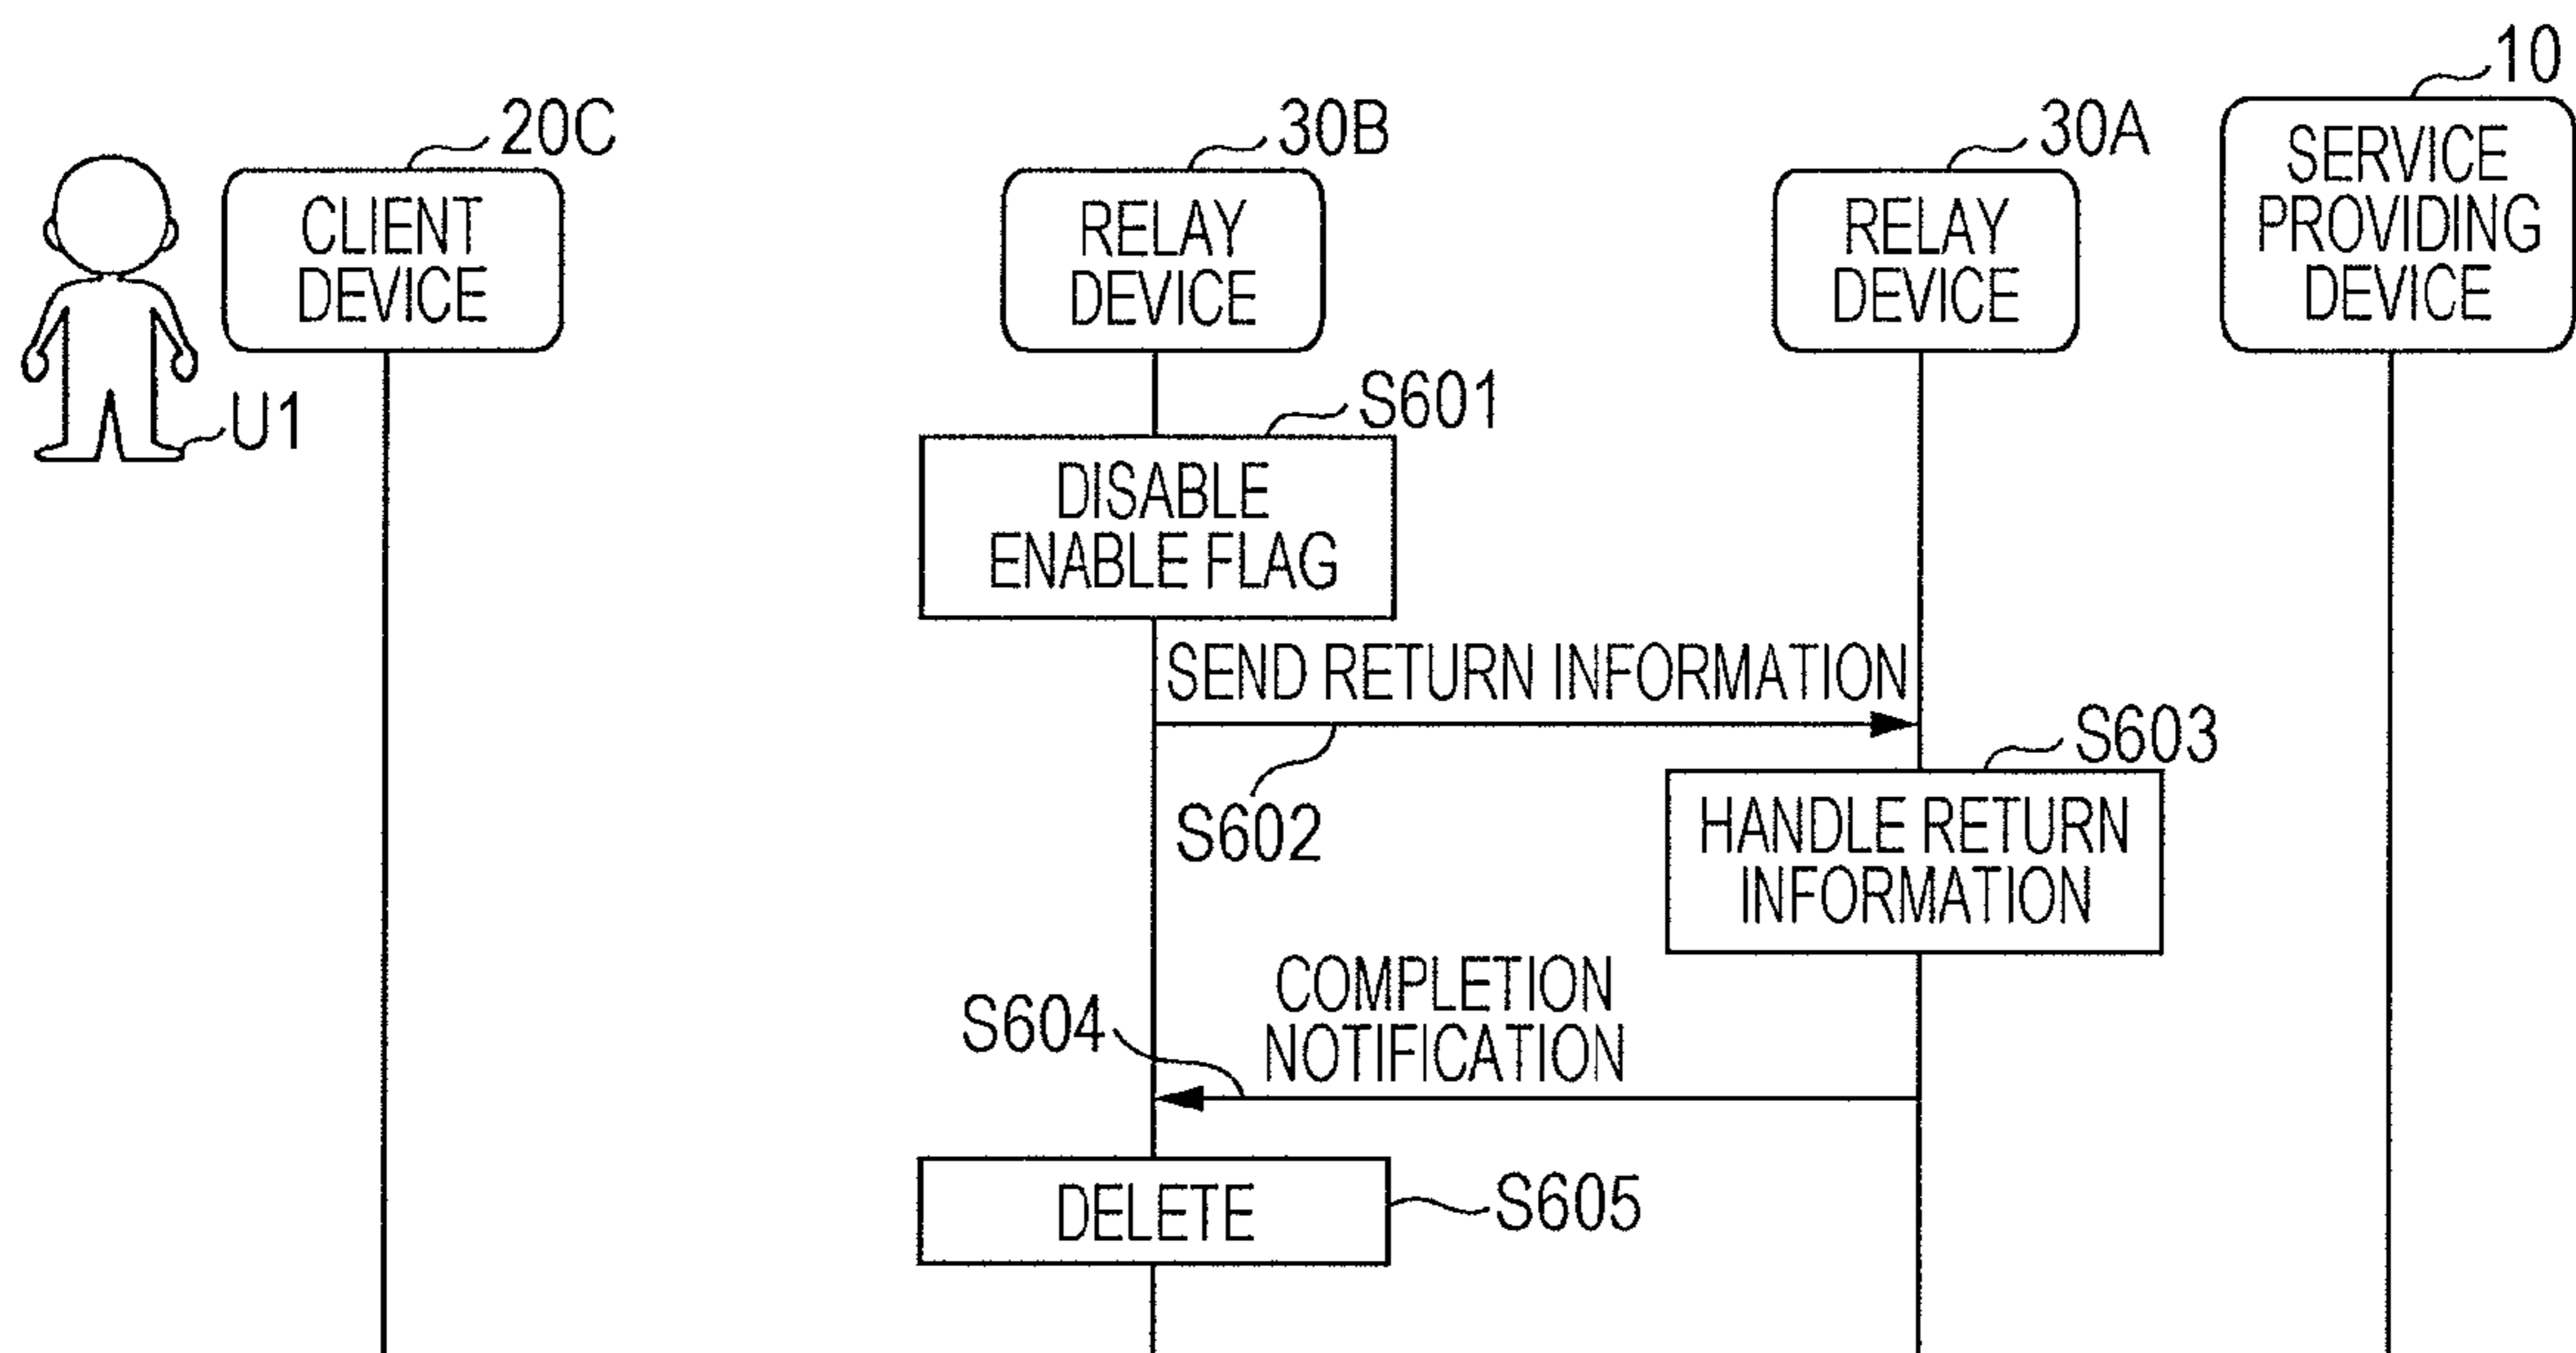 10
20C
30B
30A
CLIENT
DEVICE
RELAY
DEVICE
RELAY
DEVICE
SERVICE
PROVIDING
DEVICE
U1
S601
DISABLE
ENABLE FLAG
SEND RETURN INFORMATION
S602
S603
HANDLE RETURN
INFORMATION
S604
COMPLETION
NOTIFICATION
DELETE
S605